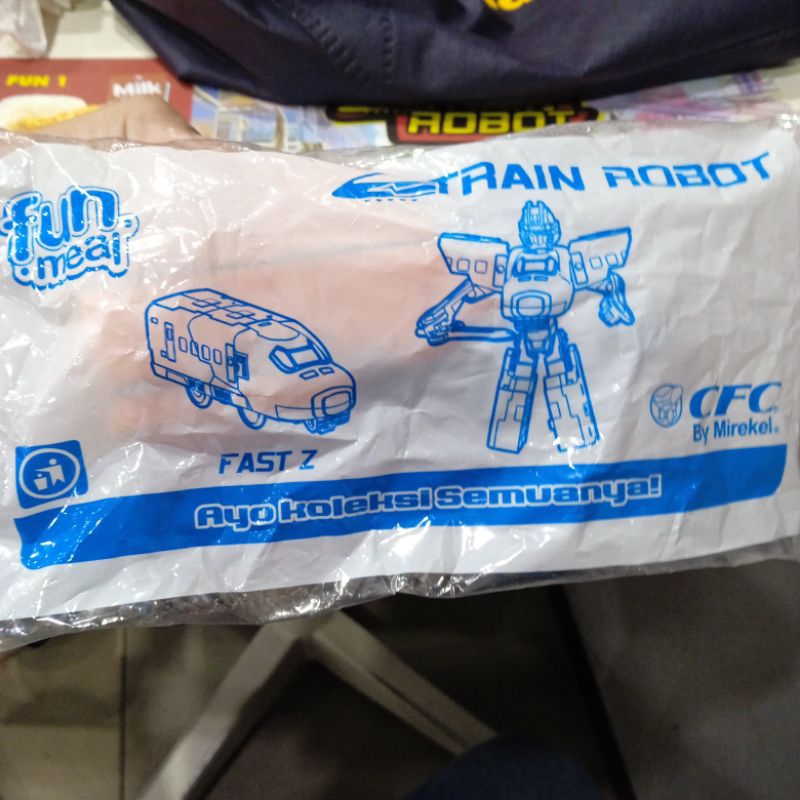 FUN 1
Milk
ROBOT
TRAIN ROBOT
fun
meal
CFC
By Mirekel
FAST Z
Ayo Koleksi Semuanya!